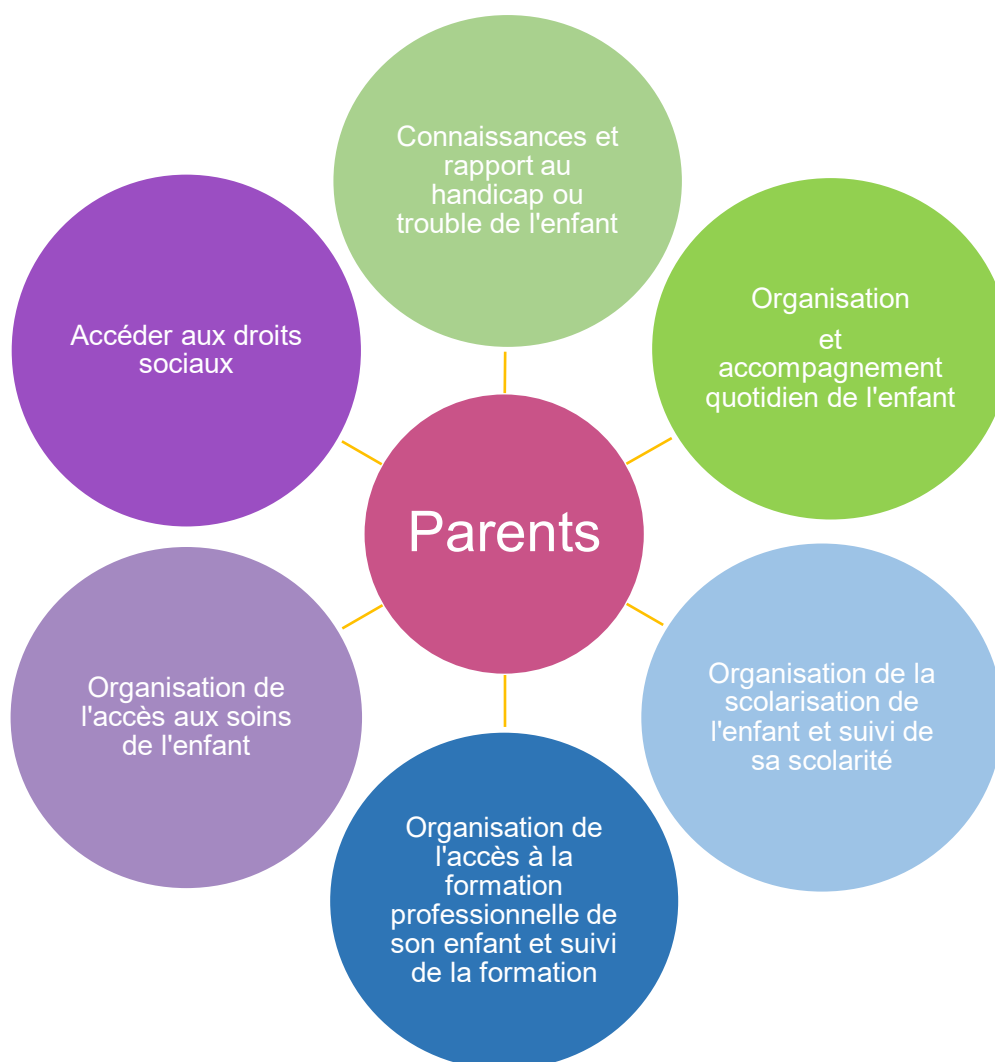 Connaissances et
rapport au
handicap ou
trouble de l'enfant
Organisation
et
accompagnement
quotidien de l'enfant
Accéder aux droits
sociaux
Parents
Organisation de
l'accès aux soins
de l'enfant
Organisation de la
scolarisation de
l'enfant et suivi de
sa scolarité
Organisation de
l'accès à la
formation
professionnelle de
son enfant et suivi
de la formation